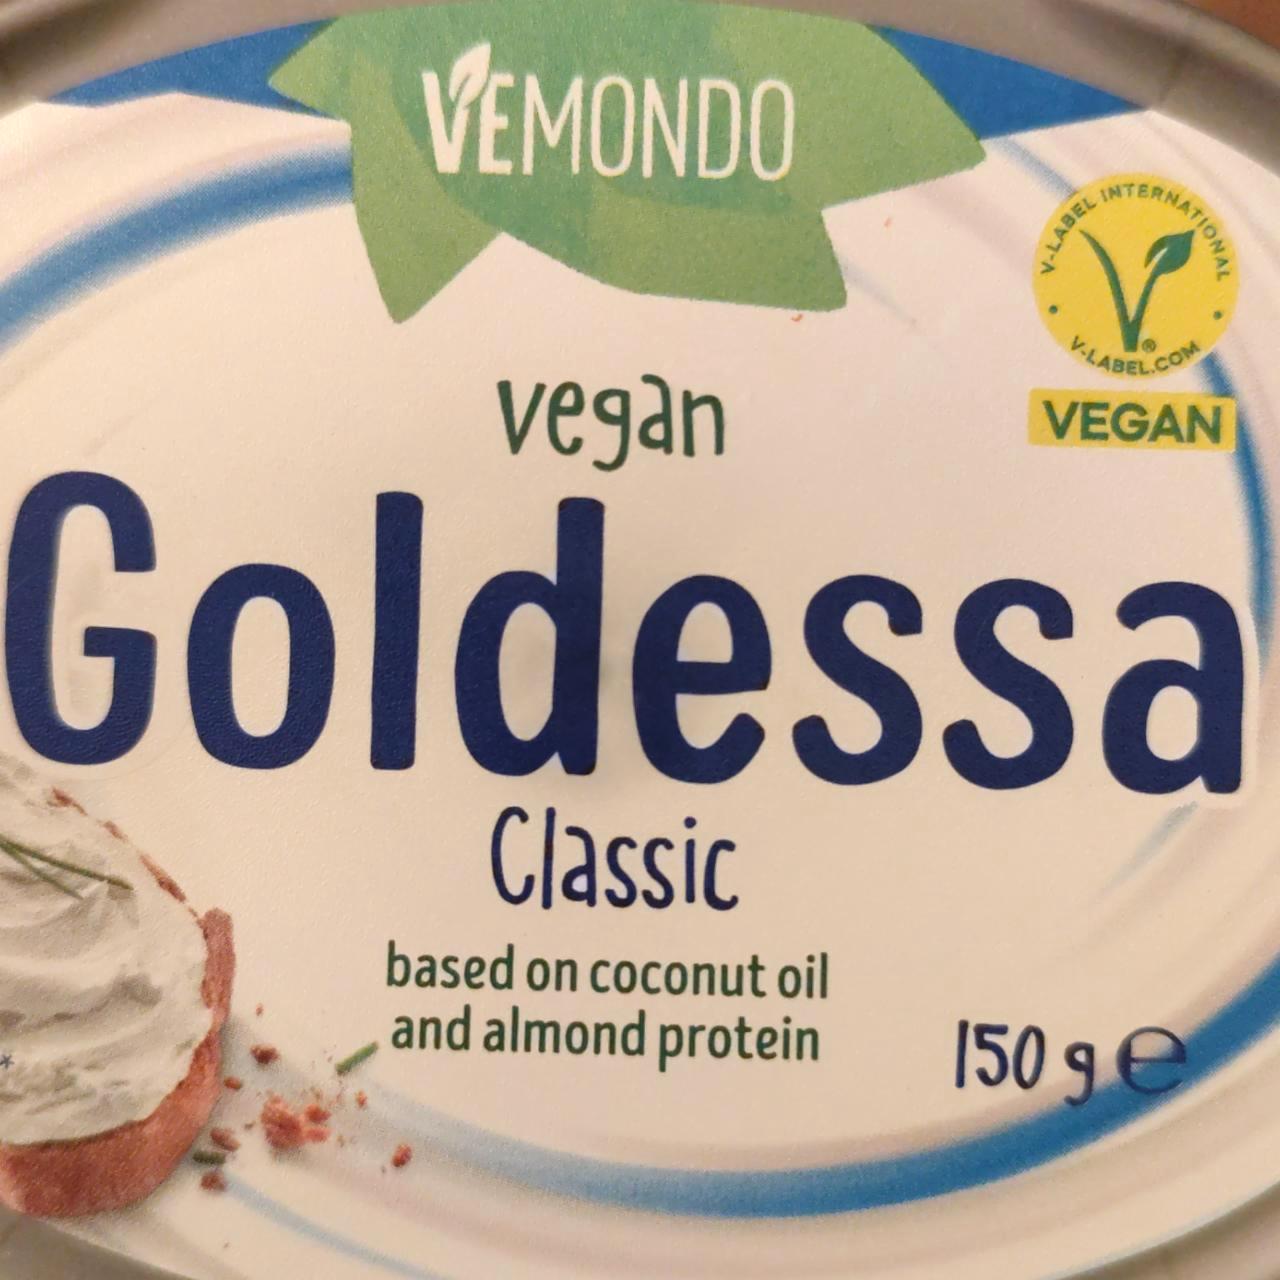 VEMONDO
V-LABEL INTERNATIONAL
V-LABEL.COM
®
VEGAN
vegan
Goldessa
Classic
based on coconut oil
and almond protein
150 g e
*